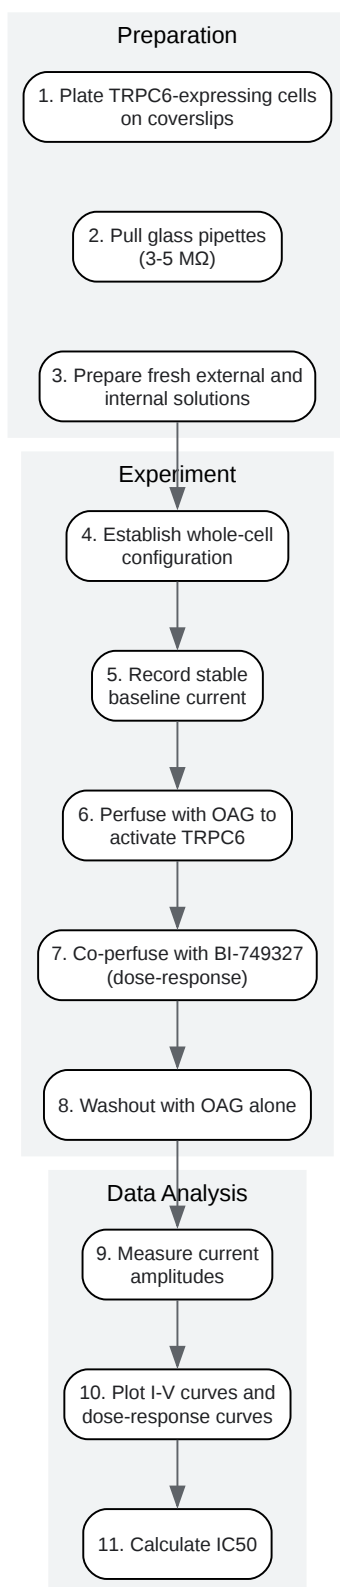 Preparation
1. Plate TRPC6-expressing cells
on coverslips
2. Pull glass pipettes
(3-5 MΩ)
3. Prepare fresh external and
internal solutions
Experiment
4. Establish whole-cell
configuration
5. Record stable
baseline current
6. Perfuse with OAG to
activate TRPC6
7. Co-perfuse with BI-749327
(dose-response)
8. Washout with OAG alone
Data Analysis
9. Measure current
amplitudes
10. Plot I-V curves and
dose-response curves
11. Calculate IC50